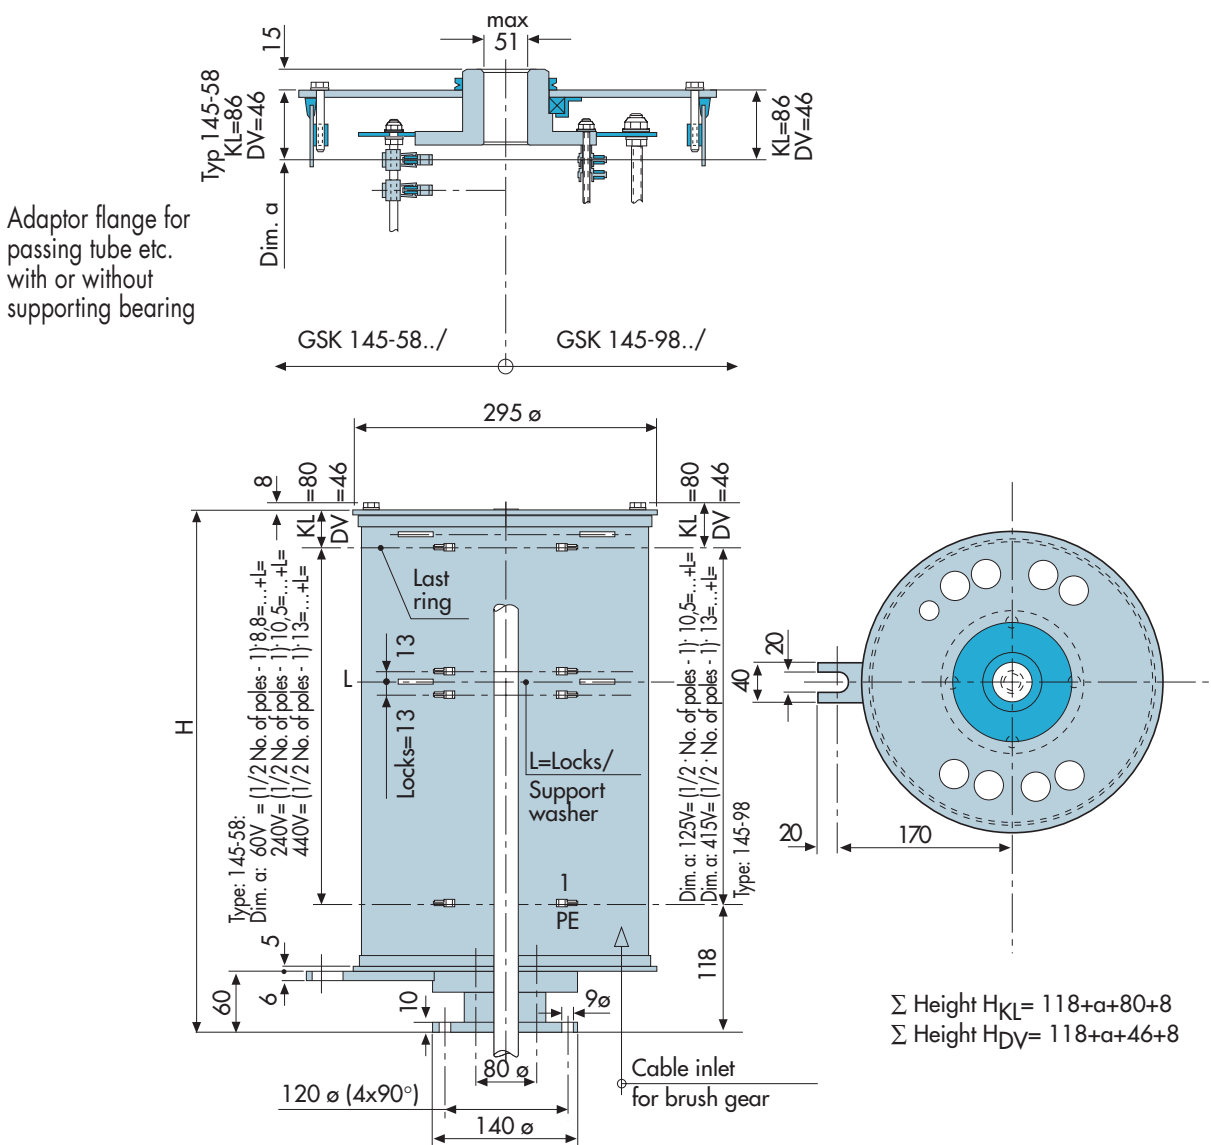 max
51
15
Typ 145-58
KL=86
DV=46
KL=86
DV=46
Dim. a
Adaptor flange for
passing tube etc.
with or without
supporting bearing
GSK 145-58../
GSK 145-98../
295 ø
8
KL =80
DV =46
KL =80
DV =46
Last
ring
13
L
Locks=13
H
L=Locks/
Support
washer
Type: 145-58:
Dim. a: 60V = (1/2 No. of poles - 1)· 8,8=...+L=
240V= (1/2 No. of poles - 1)· 10,5=...+L=
440V= (1/2 No. of poles - 1)· 13=...+L=
Dim. a: 125V= (1/2 · No. of poles - 1)· 10,5=...+L=
Dim. a: 415V= (1/2 · No. of poles - 1)· 13=...+L=
Type: 145-98
1
PE
118
5
6
60
10
9ø
80 ø
120 ø (4x90°)
140 ø
Cable inlet
for brush gear
20
40
20
170
Σ Height HKL= 118+a+80+8
Σ Height HDV= 118+a+46+8